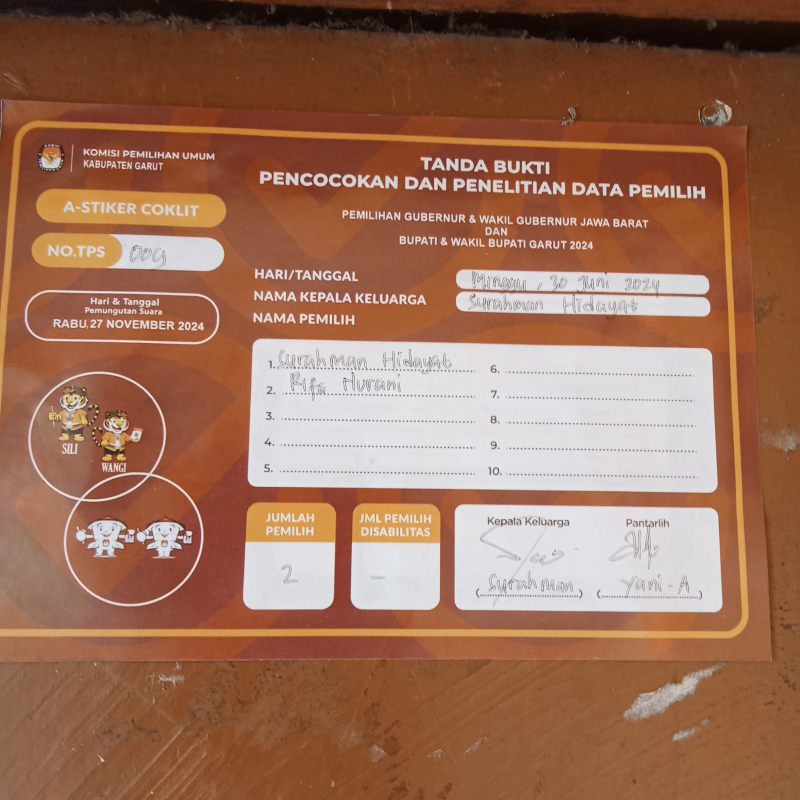 KOMISI PEMILIHAN UMUM
KABUPATEN GARUT
TANDA BUKTI
PENCOCOKAN DAN PENELITIAN DATA PEMILIH
A-STIKER COKLIT
PEMILIHAN GUBERNUR & WAKIL GUBERNUR JAWA BARAT
DAN
BUPATI & WAKIL BUPATI GARUT 2024
NO.TPS 009
HARI/TANGGAL Minggu, 30 Juni 2024
NAMA KEPALA KELUARGA Surahman Hidayat
NAMA PEMILIH
Hari & Tanggal
Pemungutan Suara
RABU,27 NOVEMBER 2024
1. Surahman Hidayat
2. Rifa Nurani
3.
4.
5.
6.
7.
8.
9.
10.
SILI
WANGI
JUMLAH
PEMILIH
2
JML PEMILIH
DISABILITAS
-
Kepala Keluarga
(Surahman)
Pantarlih
(Yani-A)